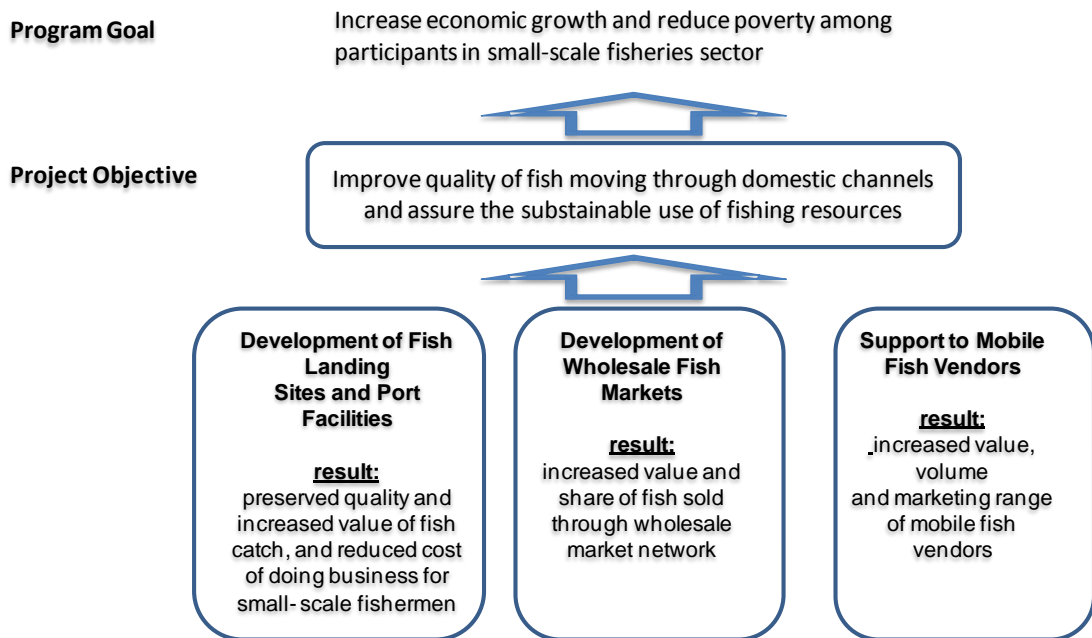 Program Goal
Increase economic growth and reduce poverty among
participants in small-scale fisheries sector
Project Objective
Improve quality of fish moving through domestic channels
and assure the substainable use of fishing resources
Development of Fish
Landing
Sites and Port
Facilities
result:
preserved quality and
increased value of fish
catch, and reduced cost
of doing business for
small- scale fishermen
Development of
Wholesale Fish
Markets
result:
increased value and
share of fish sold
through wholesale
market network
Support to Mobile
Fish Vendors
result:
increased value,
volume
and marketing range
of mobile fish
vendors